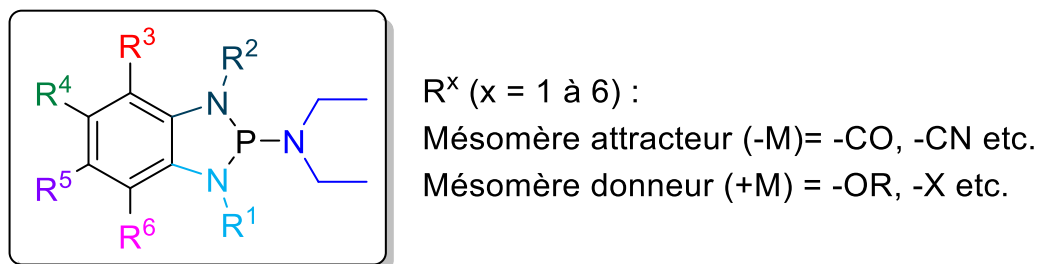 R³
R²
R⁴
N
P
N
R⁵
N
R⁶
R¹
Rˣ (x = 1 à 6) :
Mésomère attracteur (-M)= -CO, -CN etc.
Mésomère donneur (+M) = -OR, -X etc.